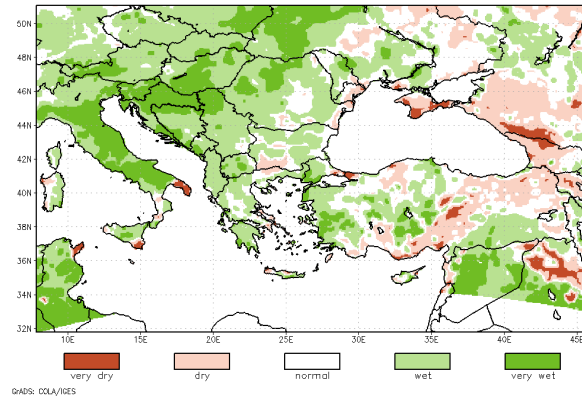 50N
48N
46N
44N
42N
40N
38N
36N
34N
32N
10E 15E 20E 25E 30E 35E 40E 45E
very dry dry normal wet very wet
GrADS: COLA/IGES